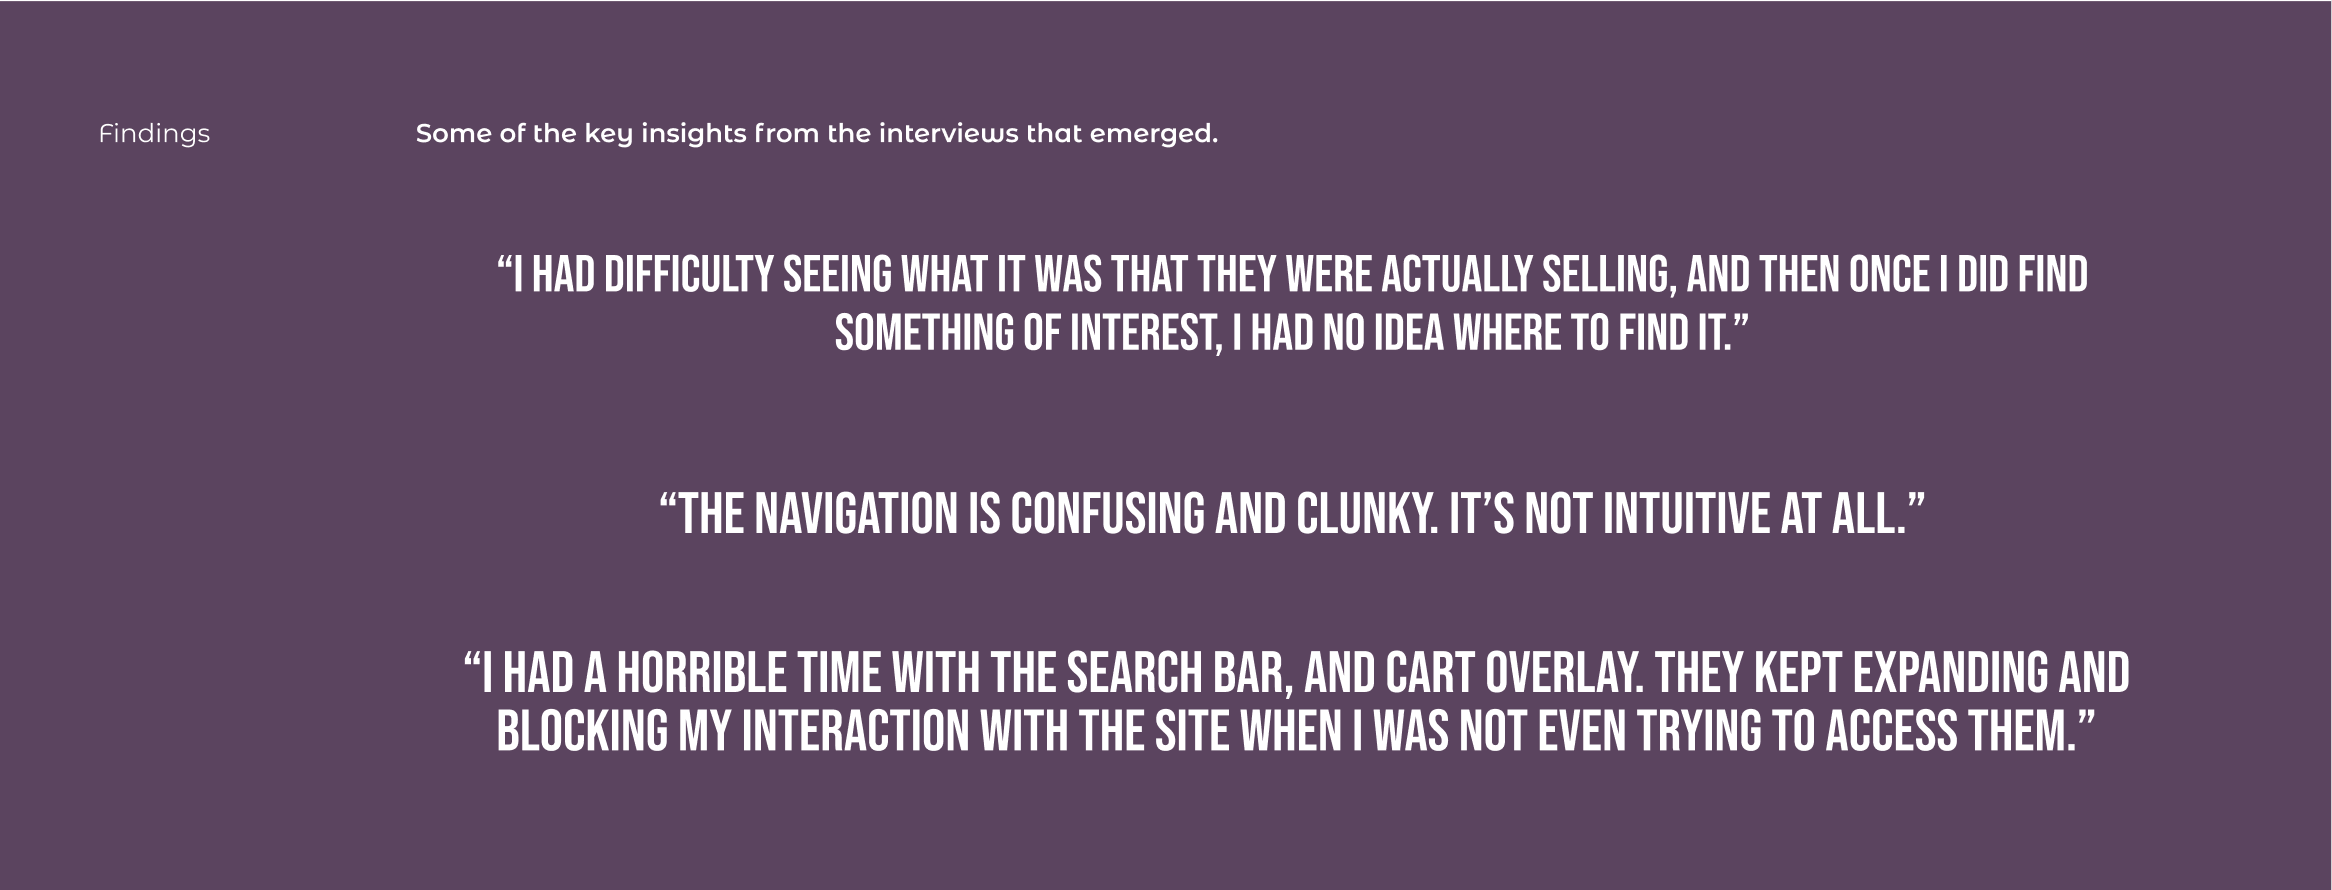 Findings
Some of the key insights from the interviews that emerged.
“I HAD DIFFICULTY SEEING WHAT IT WAS THAT THEY WERE ACTUALLY SELLING, AND THEN ONCE I DID FIND
SOMETHING OF INTEREST, I HAD NO IDEA WHERE TO FIND IT.”
“THE NAVIGATION IS CONFUSING AND CLUNKY. IT’S NOT INTUITIVE AT ALL.”
“I HAD A HORRIBLE TIME WITH THE SEARCH BAR, AND CART OVERLAY. THEY KEPT EXPANDING AND
BLOCKING MY INTERACTION WITH THE SITE WHEN I WAS NOT EVEN TRYING TO ACCESS THEM.”